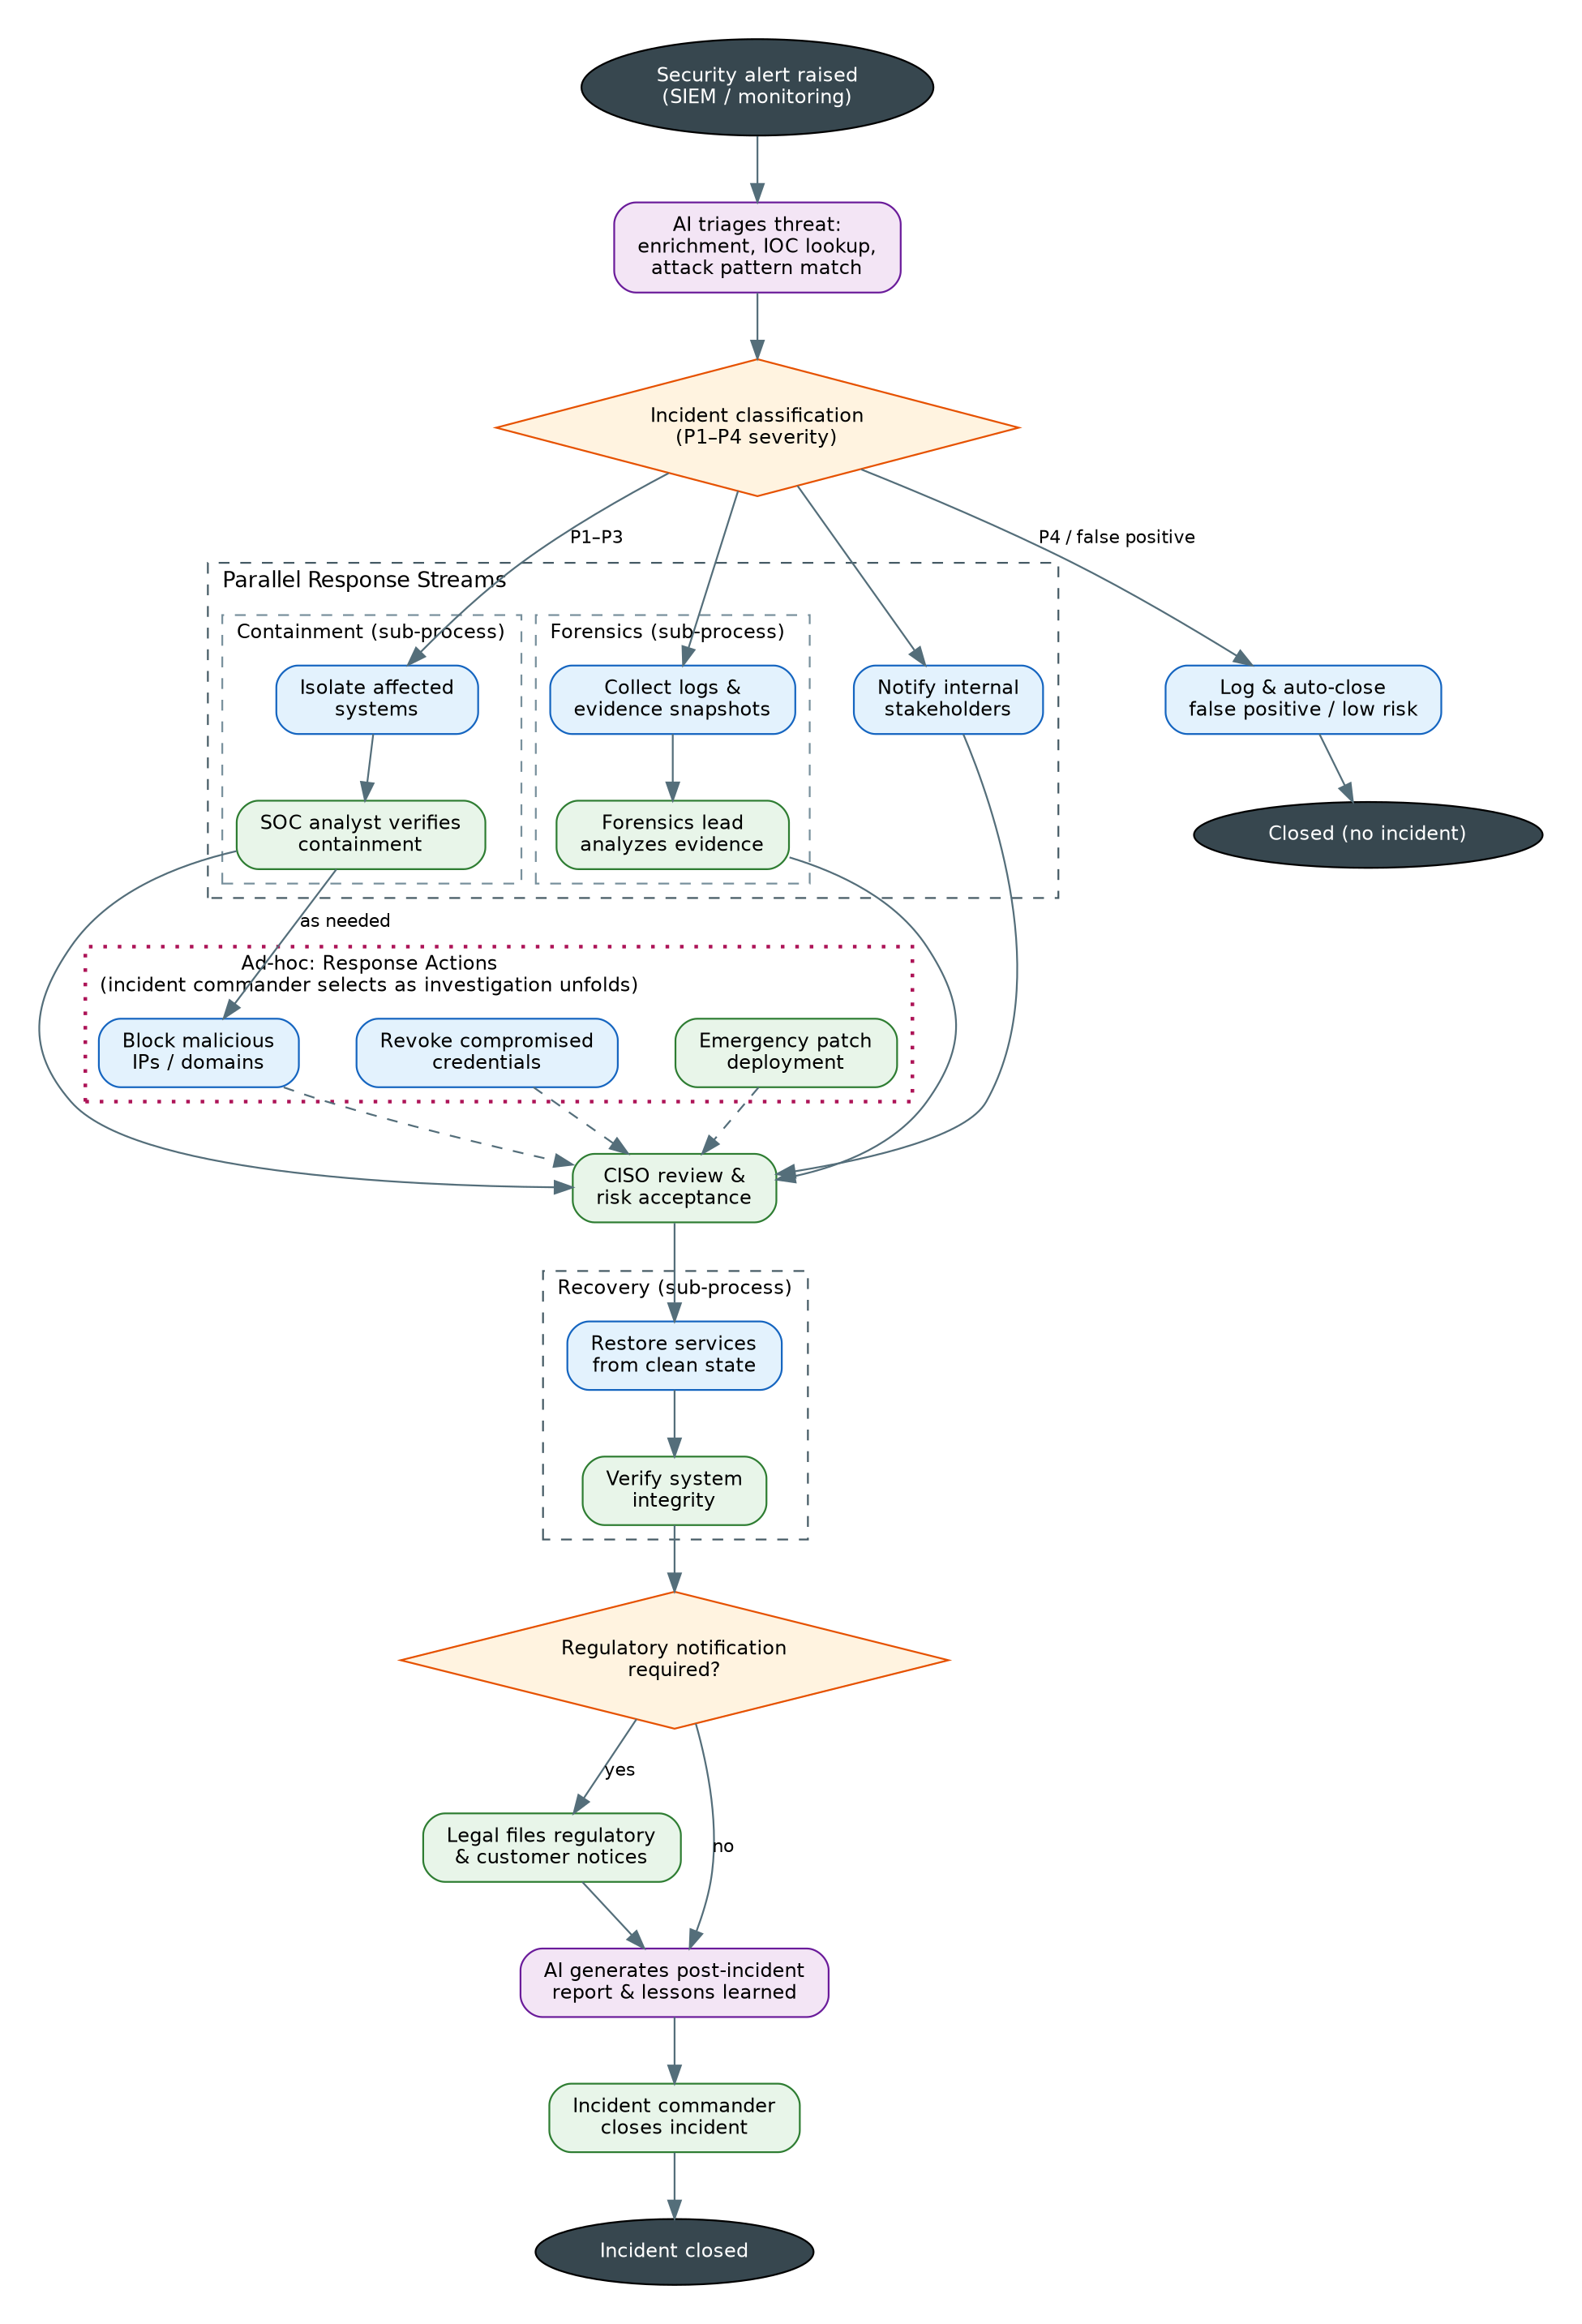 Security alert raised
(SIEM / monitoring)
AI triages threat:
enrichment, IOC lookup,
attack pattern match
Incident classification
(P1–P4 severity)
P1–P3
P4 / false positive
Parallel Response Streams
Containment (sub-process)
Forensics (sub-process)
Isolate affected
systems
Collect logs &
evidence snapshots
Notify internal
stakeholders
Log & auto-close
false positive / low risk
SOC analyst verifies
containment
Forensics lead
analyzes evidence
Closed (no incident)
as needed
Ad-hoc: Response Actions
(incident commander selects as investigation unfolds)
Block malicious
IPs / domains
Revoke compromised
credentials
Emergency patch
deployment
CISO review &
risk acceptance
Recovery (sub-process)
Restore services
from clean state
Verify system
integrity
Regulatory notification
required?
yes
Legal files regulatory
& customer notices
no
AI generates post-incident
report & lessons learned
Incident commander
closes incident
Incident closed